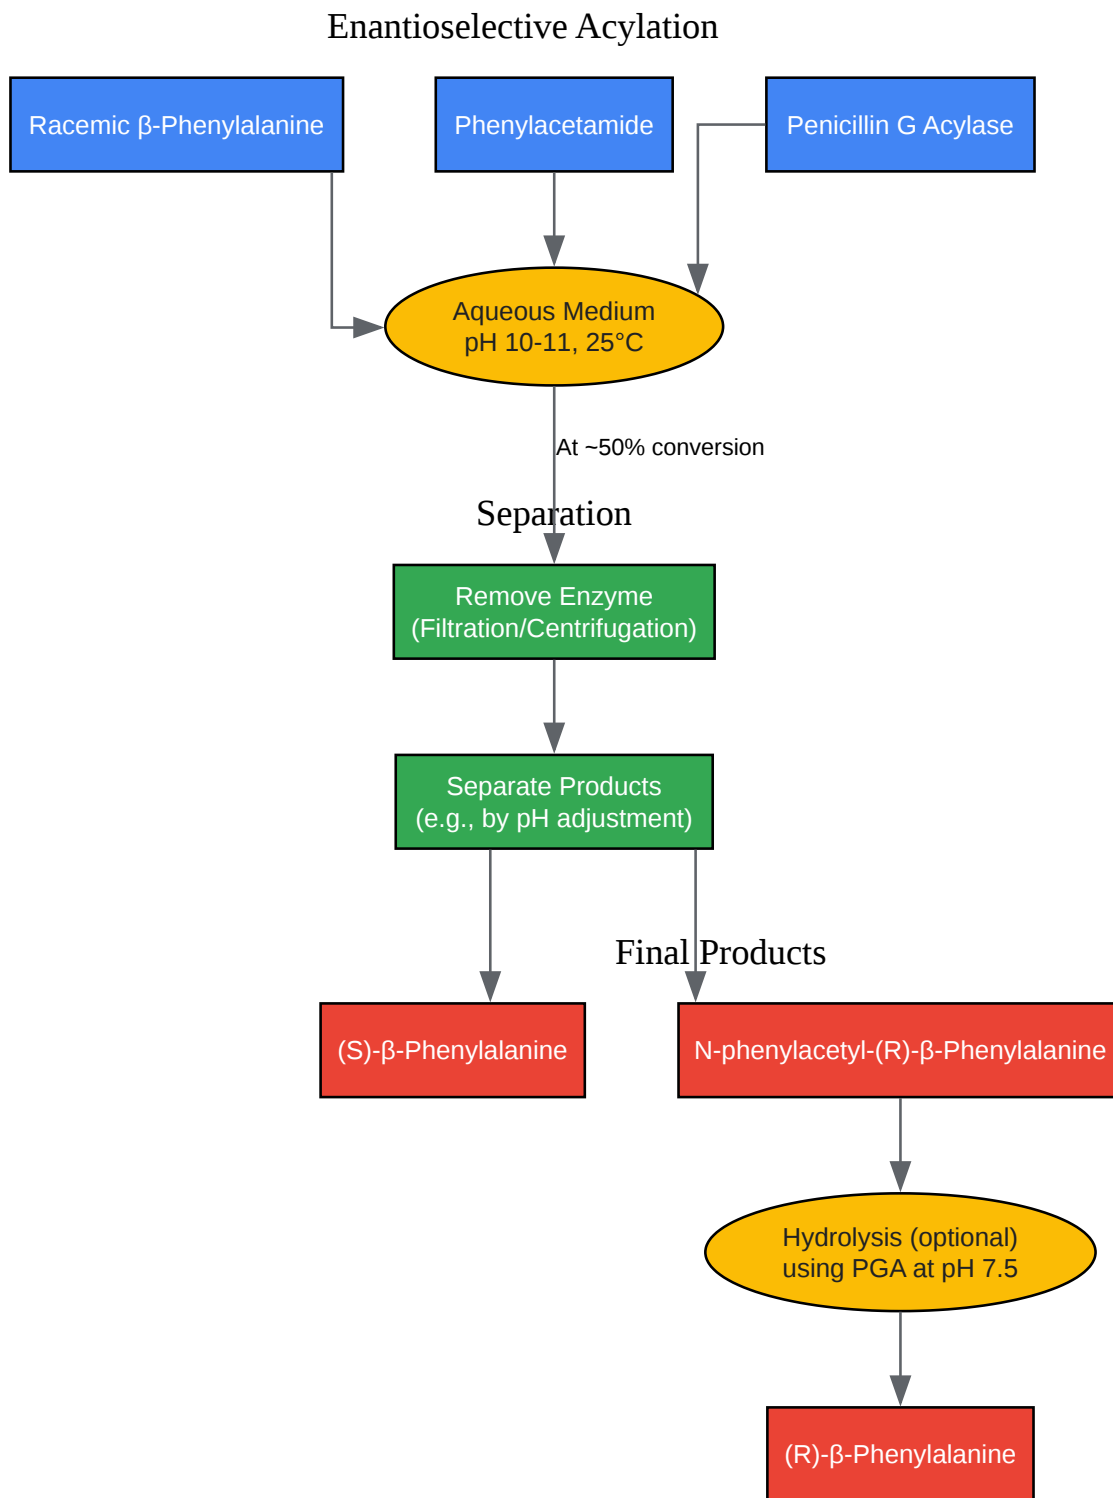 Enantioselective Acylation
Racemic β-Phenylalanine
Phenylacetamide
Penicillin G Acylase
Aqueous Medium
pH 10-11, 25°C
At ~50% conversion
Separation
Remove Enzyme
(Filtration/Centrifugation)
Separate Products
(e.g., by pH adjustment)
Final Products
(S)-β-Phenylalanine
N-phenylacetyl-(R)-β-Phenylalanine
Hydrolysis (optional)
using PGA at pH 7.5
(R)-β-Phenylalanine